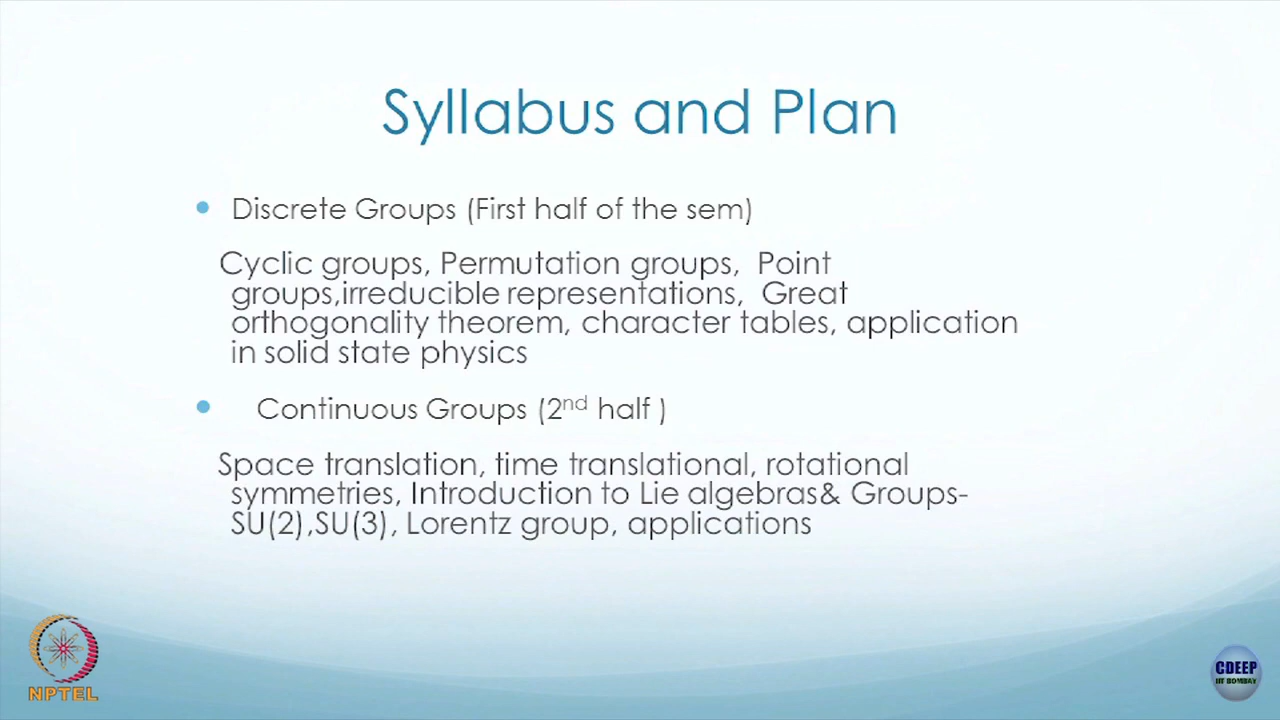 Syllabus and Plan
• Discrete Groups (First half of the sem)
Cyclic groups, Permutation groups,  Point
groups,irreducible representations,  Great
orthogonality theorem, character tables, application
in solid state physics
• Continuous Groups (2nd half )
Space translation, time translational, rotational
symmetries, Introduction to Lie algebras& Groups-
SU(2),SU(3), Lorentz group, applications
NPTEL
CDEEP
IIT BOMBAY